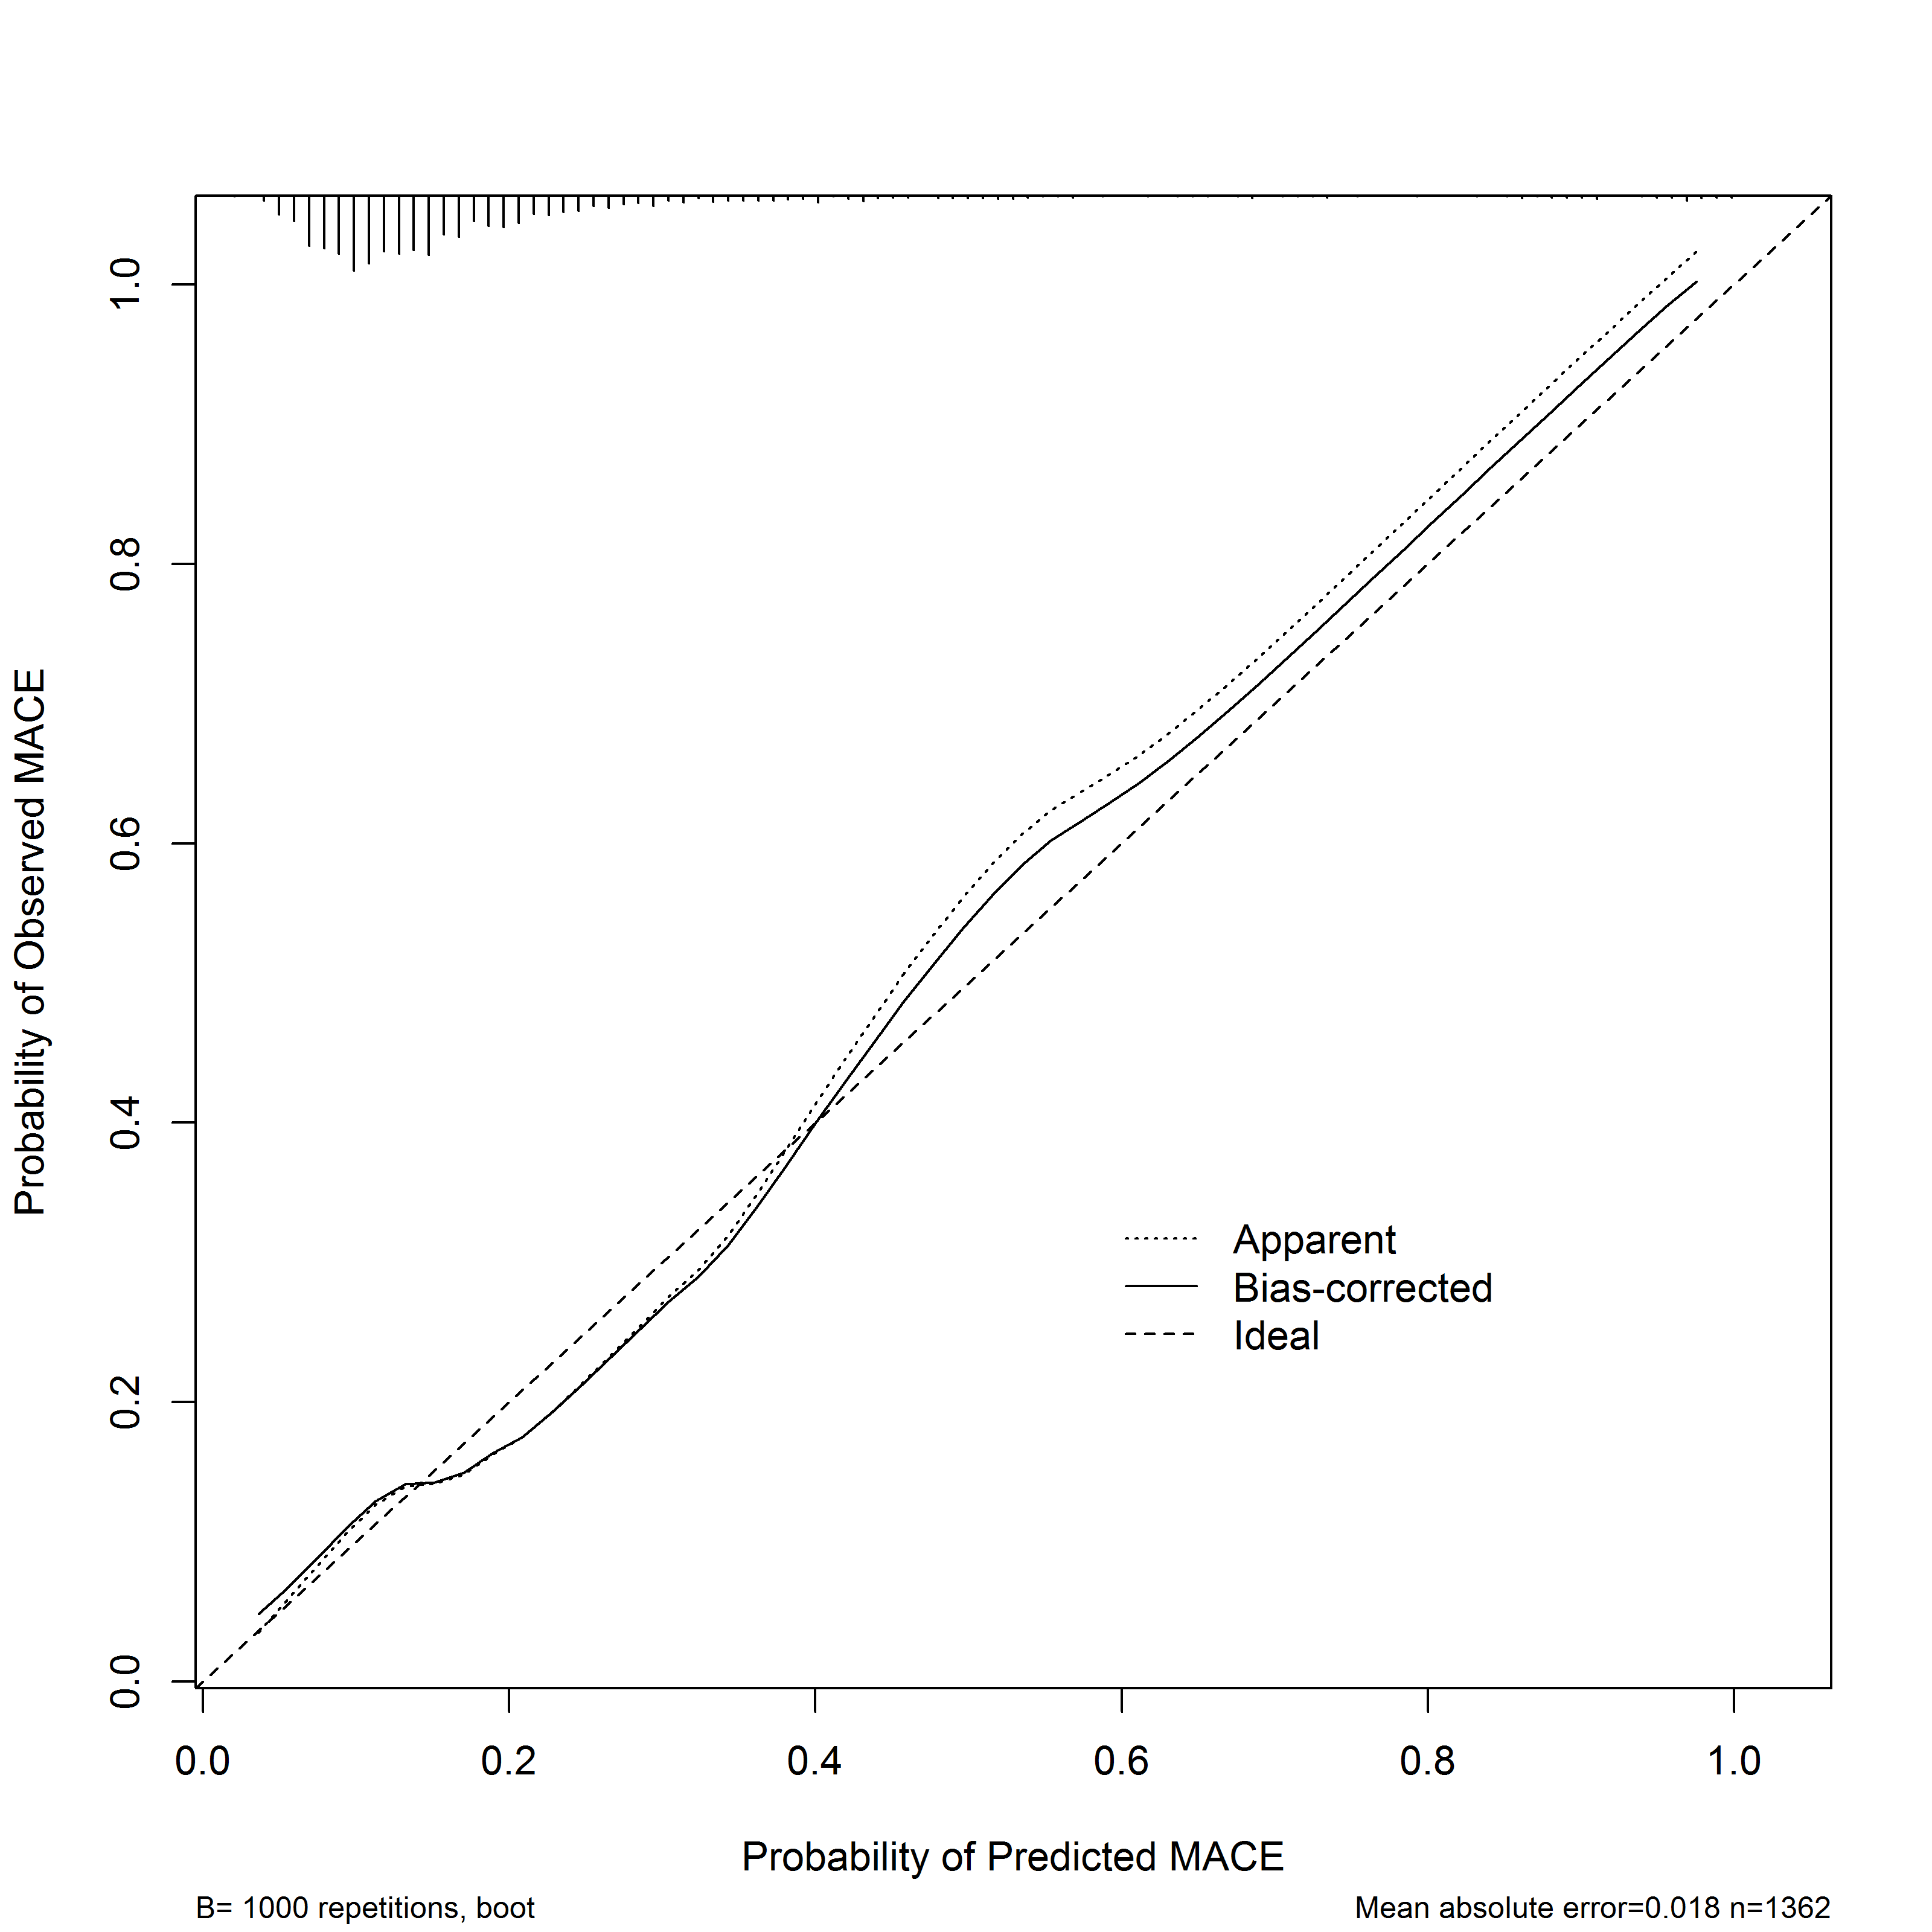 Probability of Observed MACE
1.0
0.8
0.6
0.4
0.2
0.0
Apparent
Bias-corrected
Ideal
0.0 0.2 0.4 0.6 0.8 1.0
Probability of Predicted MACE
B= 1000 repetitions, boot
Mean absolute error=0.018 n=1362